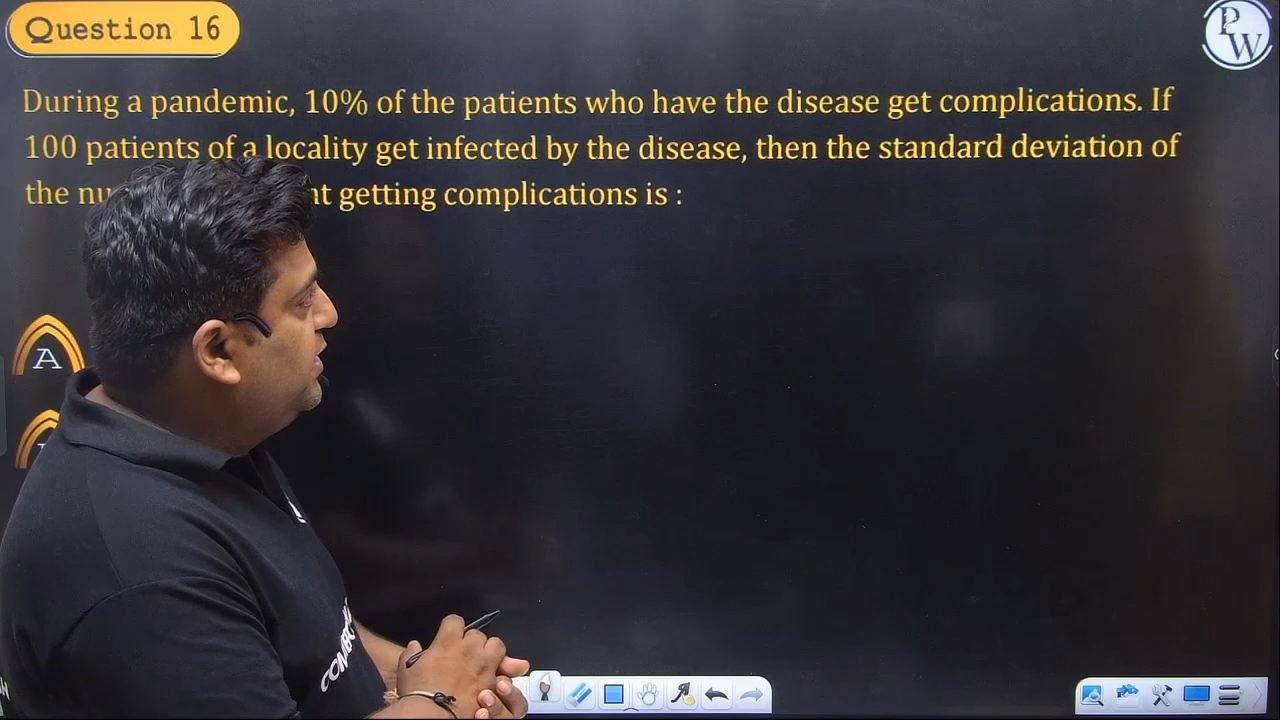 Question 16
PW
During a pandemic, 10% of the patients who have the disease get complications. If
100 patients of a locality get infected by the disease, then the standard deviation of
the getting complications is :
A